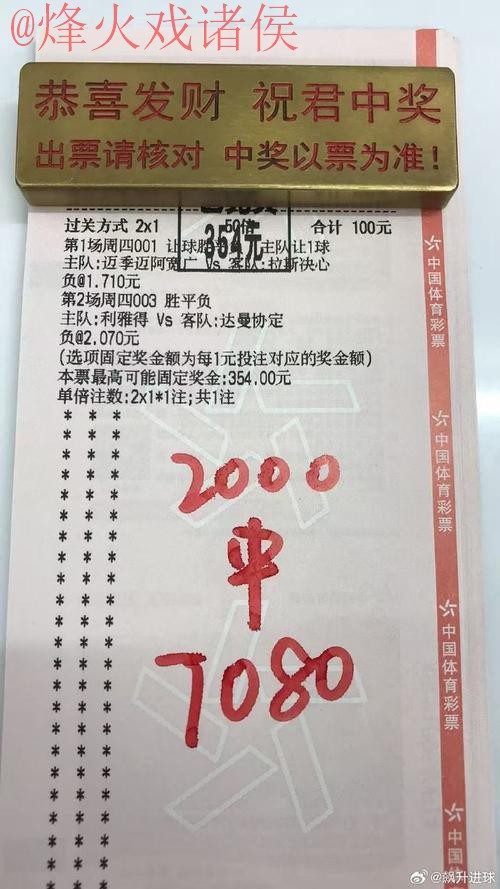 @烽火戏诸侯
恭喜发财 祝君中奖
出票请核对 中奖以票为准!
过关方式 2x1 50倍 合计 100元
354元
第1场周四001 让球胜 主队让1球
主队:迈季迈阿宽广 Vs 客队:拉斯决心
负@1.710元
第2场周四003 胜平负
主队:利雅得 Vs 客队:达曼协定
负@2.070元
(选项固定奖金额为每1元投注对应的奖金额)
本票最高可能固定奖金:354.00元
单倍注数:2x1*1注;共1注
2000
中
7080
中国体育彩票
中国体育彩票
中国体育彩票
中国体育
@飙升进球